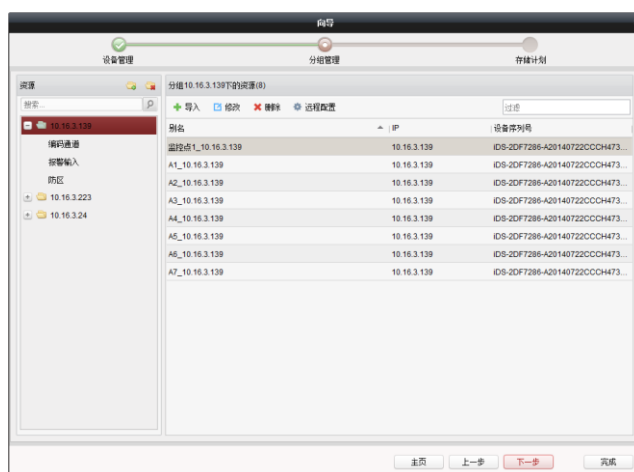 向导
设备管理 分组管理 存储计划
资源
搜索...
10.16.3.139
编码通道
报警输入
防区
10.16.3.223
10.16.3.24
分组10.16.3.139下的资源(8)
导入 修改 删除 远程配置 过滤
别名 IP 设备序列号
监控点1_10.16.3.139 10.16.3.139 iDS-2DF7286-A20140722CCCH473...
A1_10.16.3.139 10.16.3.139 iDS-2DF7286-A20140722CCCH473...
A2_10.16.3.139 10.16.3.139 iDS-2DF7286-A20140722CCCH473...
A3_10.16.3.139 10.16.3.139 iDS-2DF7286-A20140722CCCH473...
A4_10.16.3.139 10.16.3.139 iDS-2DF7286-A20140722CCCH473...
A5_10.16.3.139 10.16.3.139 iDS-2DF7286-A20140722CCCH473...
A6_10.16.3.139 10.16.3.139 iDS-2DF7286-A20140722CCCH473...
A7_10.16.3.139 10.16.3.139 iDS-2DF7286-A20140722CCCH473...
主页 上一步 下一步 完成